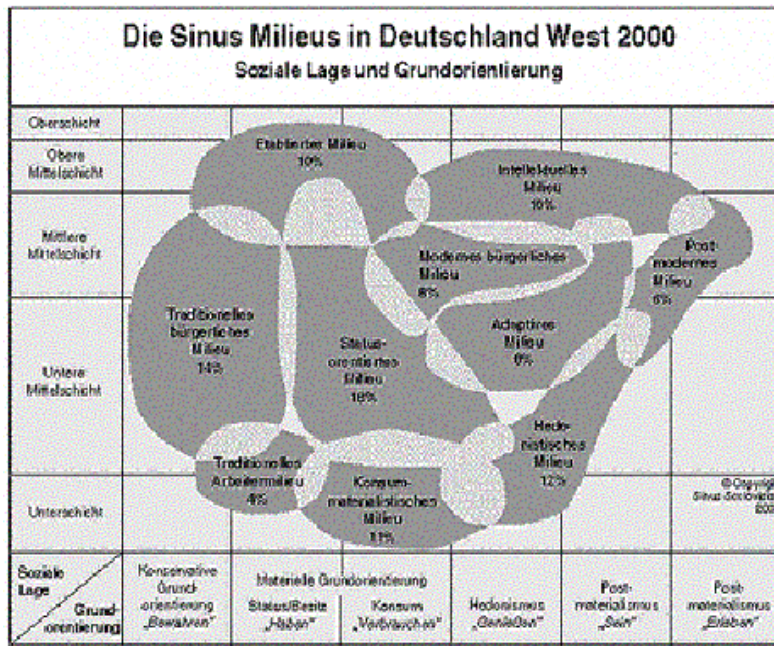 Die Sinus Milieus in Deutschland West 2000
Soziale Lage und Grundorientierung
Oberschicht
Obere
Mittelschicht
Mittlere
Mittelschicht
Untere
Mittelschicht
Unterschicht
Etabliertes Milieu
10%
Intellektuelles
Milieu
10%
Modernes bürgerliches
Milieu
8%
Post-
modernes
Milieu
6%
Traditionelles
bürgerliches
Milieu
14%
Status-
orientiertes
Milieu
18%
Adaptives
Milieu
8%
Hedo-
nistisches
Milieu
12%
Traditionelles
Arbeitermilieu
4%
Konsum-
materialistisches
Milieu
11%
© Copyright
Soziale
Lage
Grund-
orientierung
Konservative
Grund-
orientierung
„Bewahren"
Materielle Grundorientierung
Status/Besitz
„Haben"
Konsum
„Verbrauchen"
Hedonismus
„Genießen"
Post-
materialismus
„Sein"
Post-
materialismus
„Erleben"